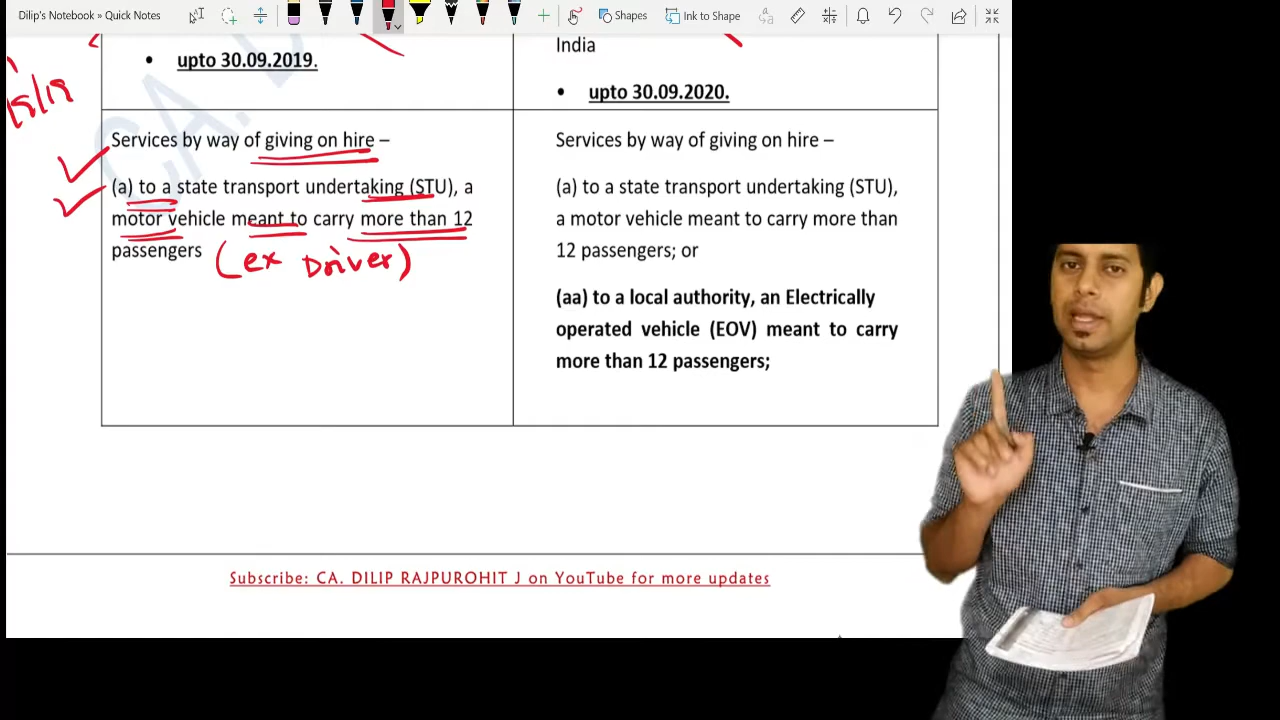 Dilip's Notebook » Quick Notes
Shapes
Ink to Shape
• upto 30.09.2019.
India
• upto 30.09.2020.
Services by way of giving on hire –
(a) to a state transport undertaking (STU), a
motor vehicle meant to carry more than 12
passengers (ex Driver)
Services by way of giving on hire –
(a) to a state transport undertaking (STU),
a motor vehicle meant to carry more than
12 passengers; or
(aa) to a local authority, an Electrically
operated vehicle (EOV) meant to carry
more than 12 passengers;
Subscribe: CA. DILIP RAJPUROHIT J on YouTube for more updates